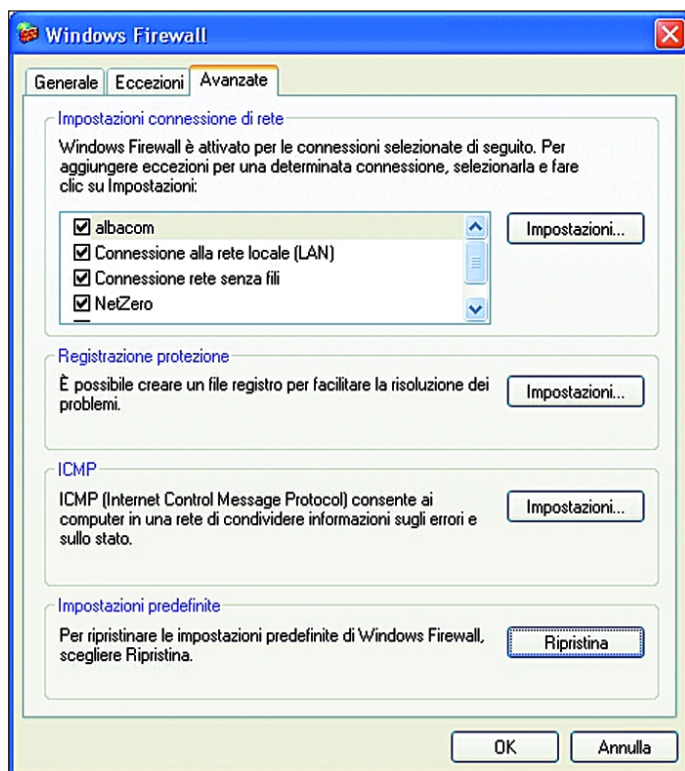 Windows Firewall
Generale
Eccezioni
Avanzate
Impostazioni connessione di rete
Windows Firewall è attivato per le connessioni selezionate di seguito. Per
aggiungere eccezioni per una determinata connessione, selezionarla e fare
clic su Impostazioni:
albacom
Connessione alla rete locale (LAN)
Connessione rete senza fili
NetZero
Impostazioni...
Registrazione protezione
È possibile creare un file registro per facilitare la risoluzione dei
problemi.
Impostazioni...
ICMP
ICMP (Internet Control Message Protocol) consente ai
computer in una rete di condividere informazioni sugli errori e
sullo stato.
Impostazioni...
Impostazioni predefinite
Per ripristinare le impostazioni predefinite di Windows Firewall,
scegliere Ripristina.
Ripristina
OK
Annulla